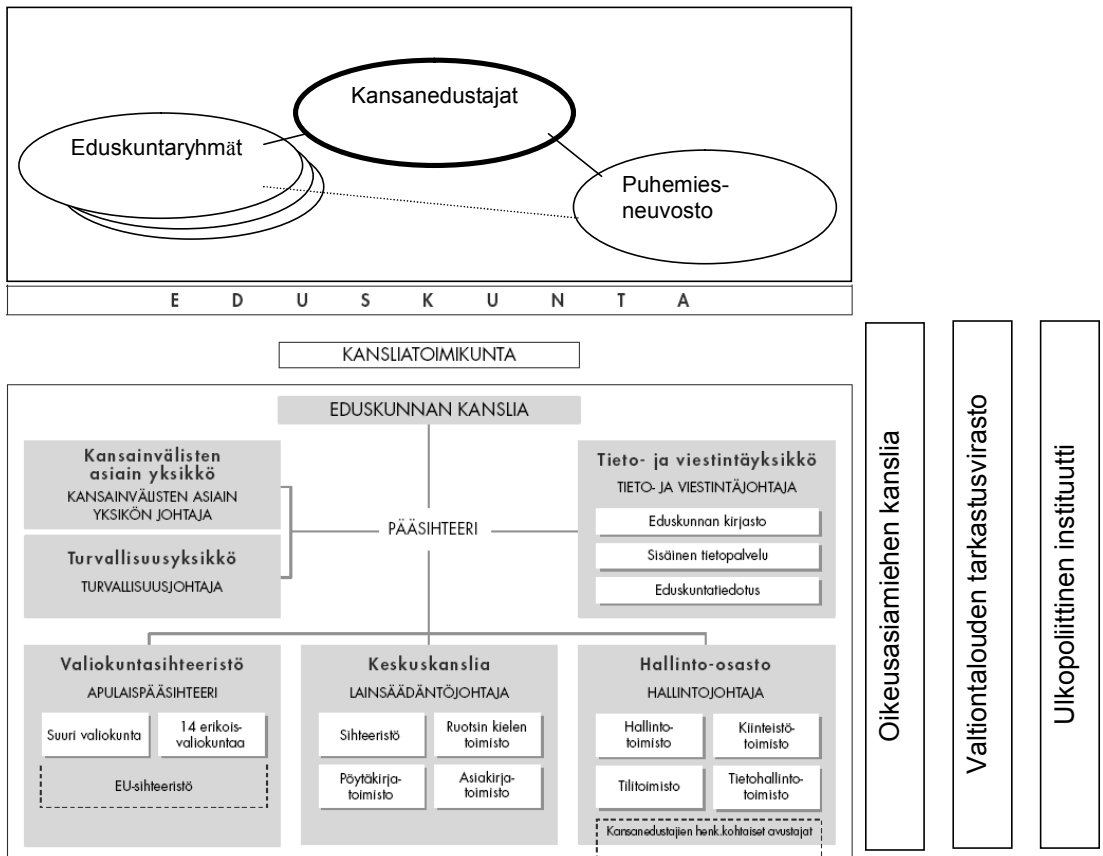 Kansanedustajat
Eduskuntaryhmät
Puhemies-
neuvosto
E D U S K U N T A
KANSLIATOIMIKUNTA
EDUSKUNNAN KANSLIA
Kansainvälisten
asiain yksikkö
KANSAINVÄLISTEN ASIAIN
YKSIKÖN JOHTAJA
Turvallisuusyksikkö
TURVALLISUUSJOHTAJA
PÄÄSIHTEERI
Tieto- ja viestintäyksikkö
TIETO- JA VIESTINTÄJOHTAJA
Eduskunnan kirjasto
Sisäinen tietopalvelu
Eduskuntatiedotus
Valiokuntasihteeristö
APULAISPÄÄSIHTEERI
Suuri valiokunta
14 erikois-
valiokuntaa
EU-sihteeristö
Keskuskanslia
LAINSÄÄDÄNTÖJOHTAJA
Sihteeristö
Ruotsin kielen
toimisto
Pöytäkirja-
toimisto
Asiakirja-
toimisto
Hallinto-osasto
HALLINTOJOHTAJA
Hallinto-
toimisto
Kiinteistö-
toimisto
Tilitoimisto
Tietohallinto-
toimisto
Kansanedustajien henk.kohtaiset avustajat
Oikeusasiamiehen kanslia
Valtiontalouden tarkastusvirasto
Ulkopoliittinen instituutti